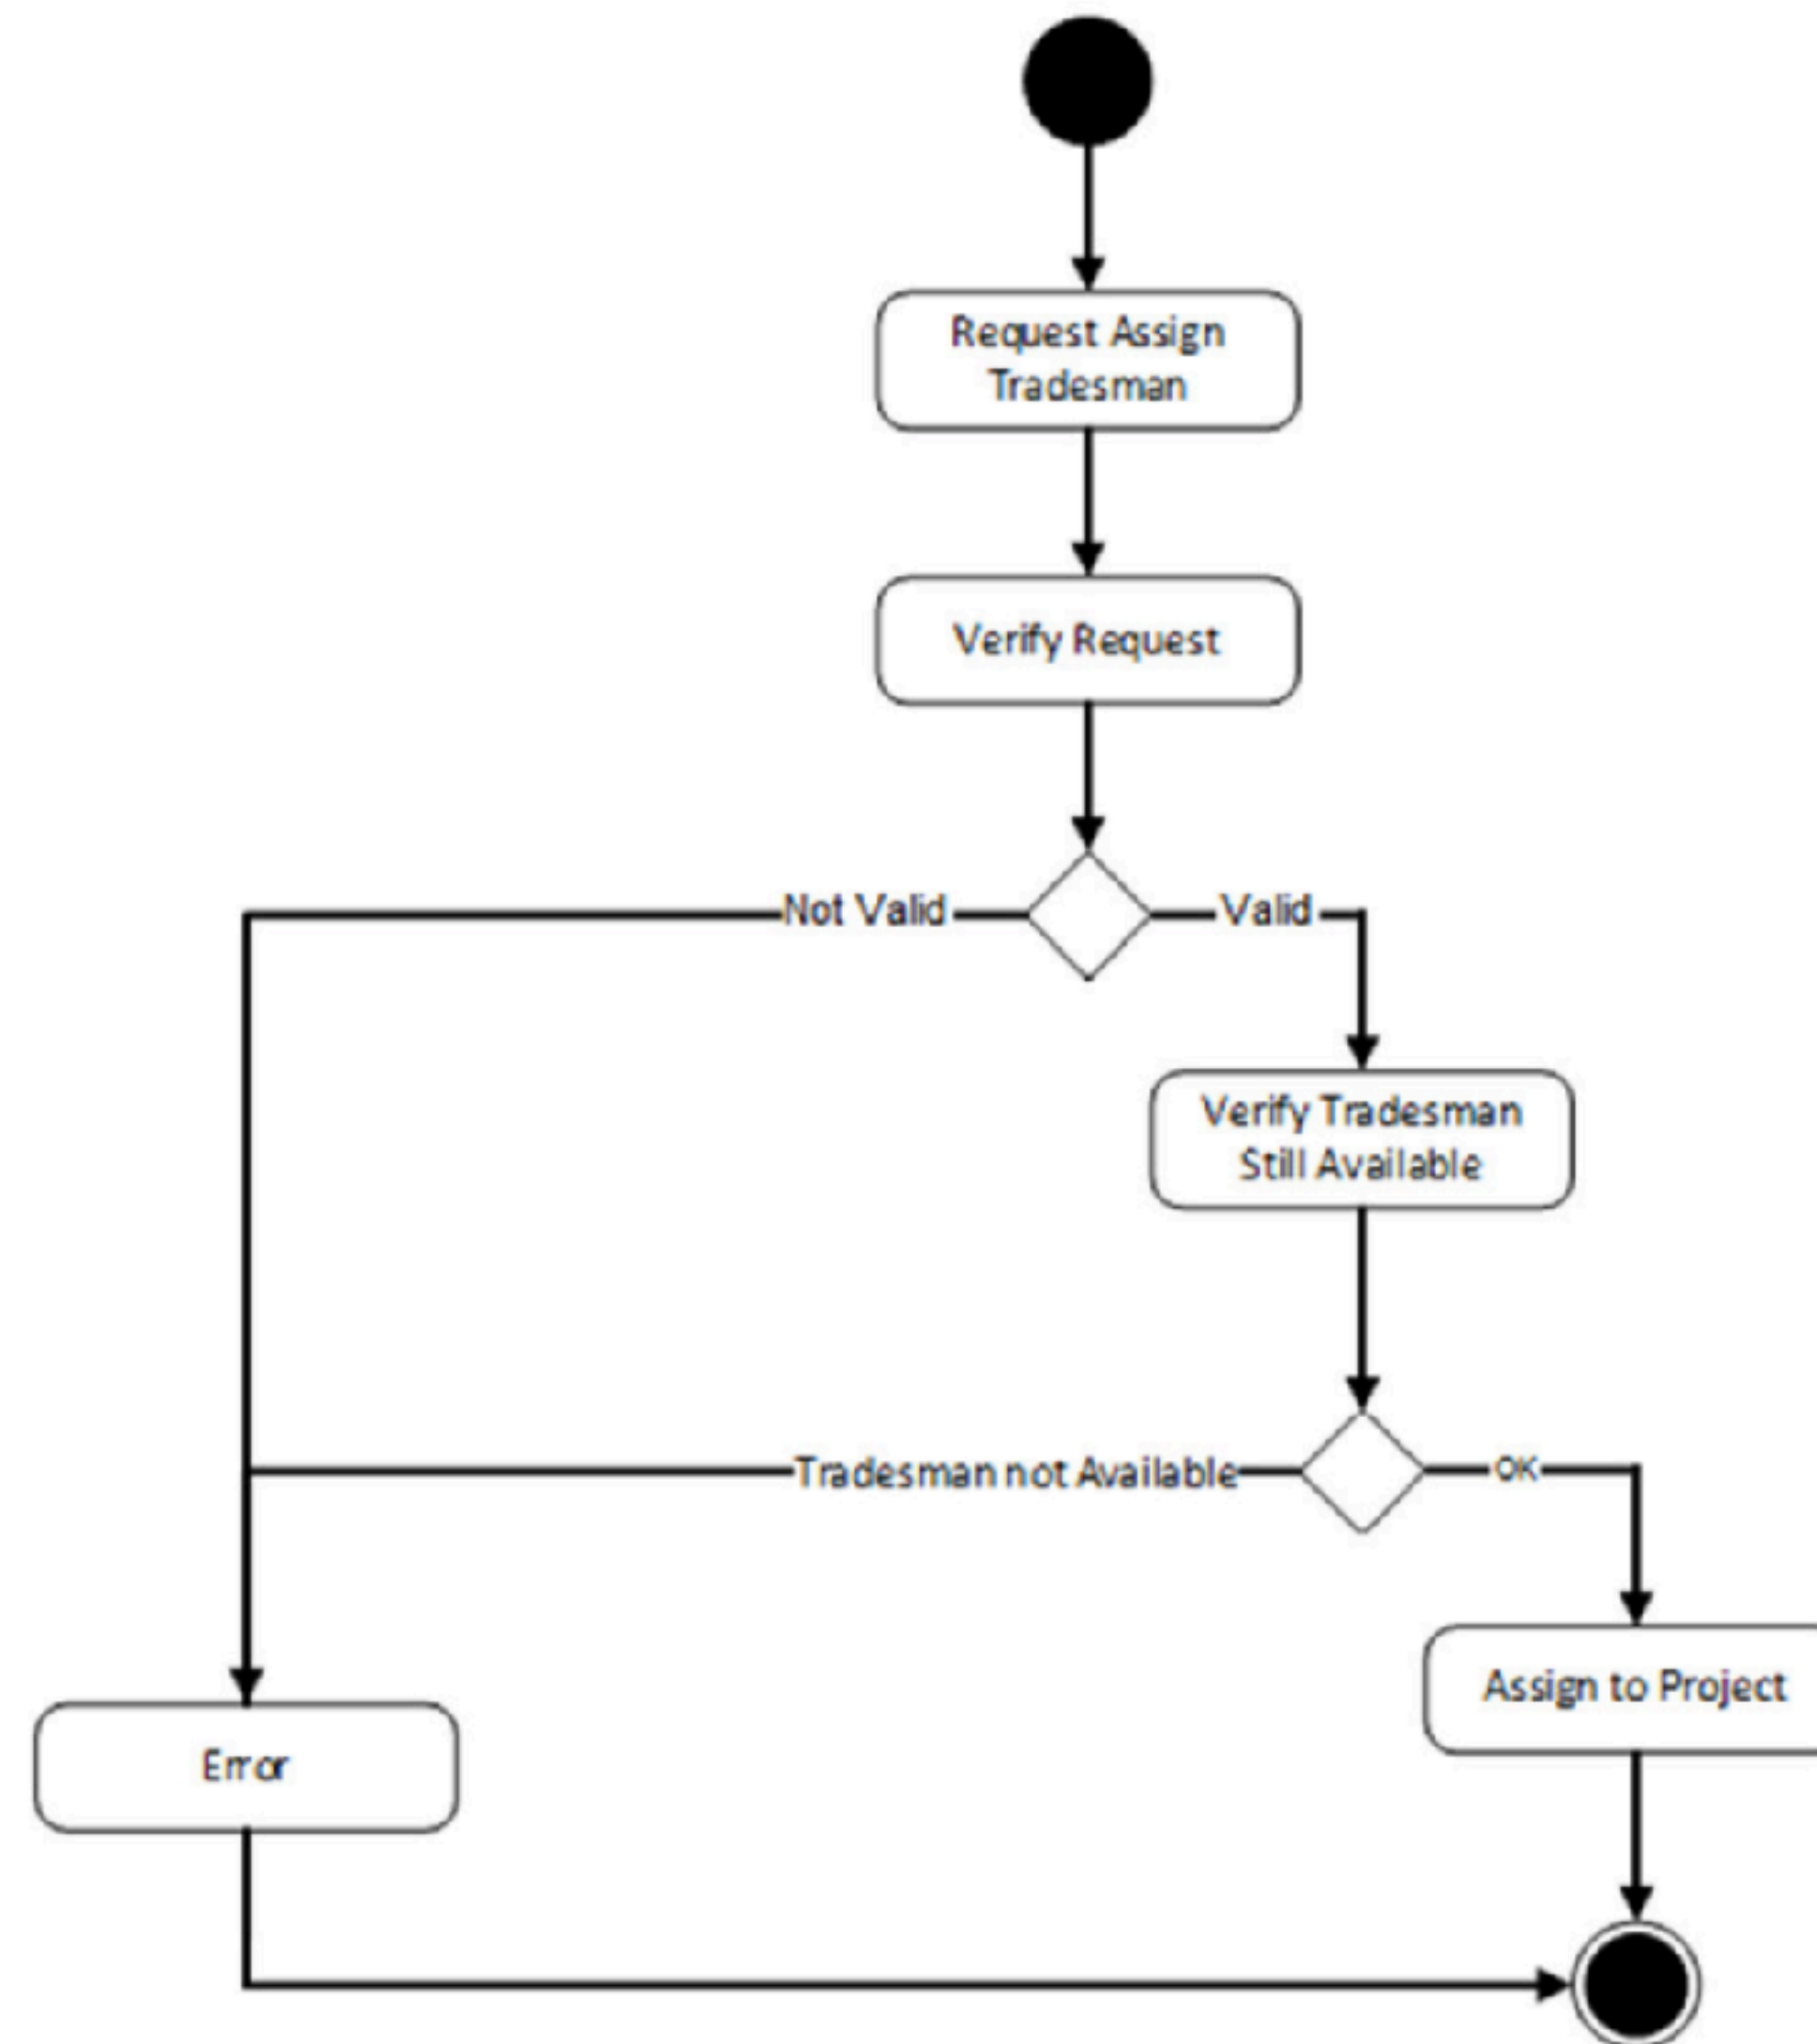 Request Assign
Tradesman
Verify Request
Not Valid
Valid
Verify Tradesman
Still Available
Tradesman not Available
OK
Assign to Project
Error